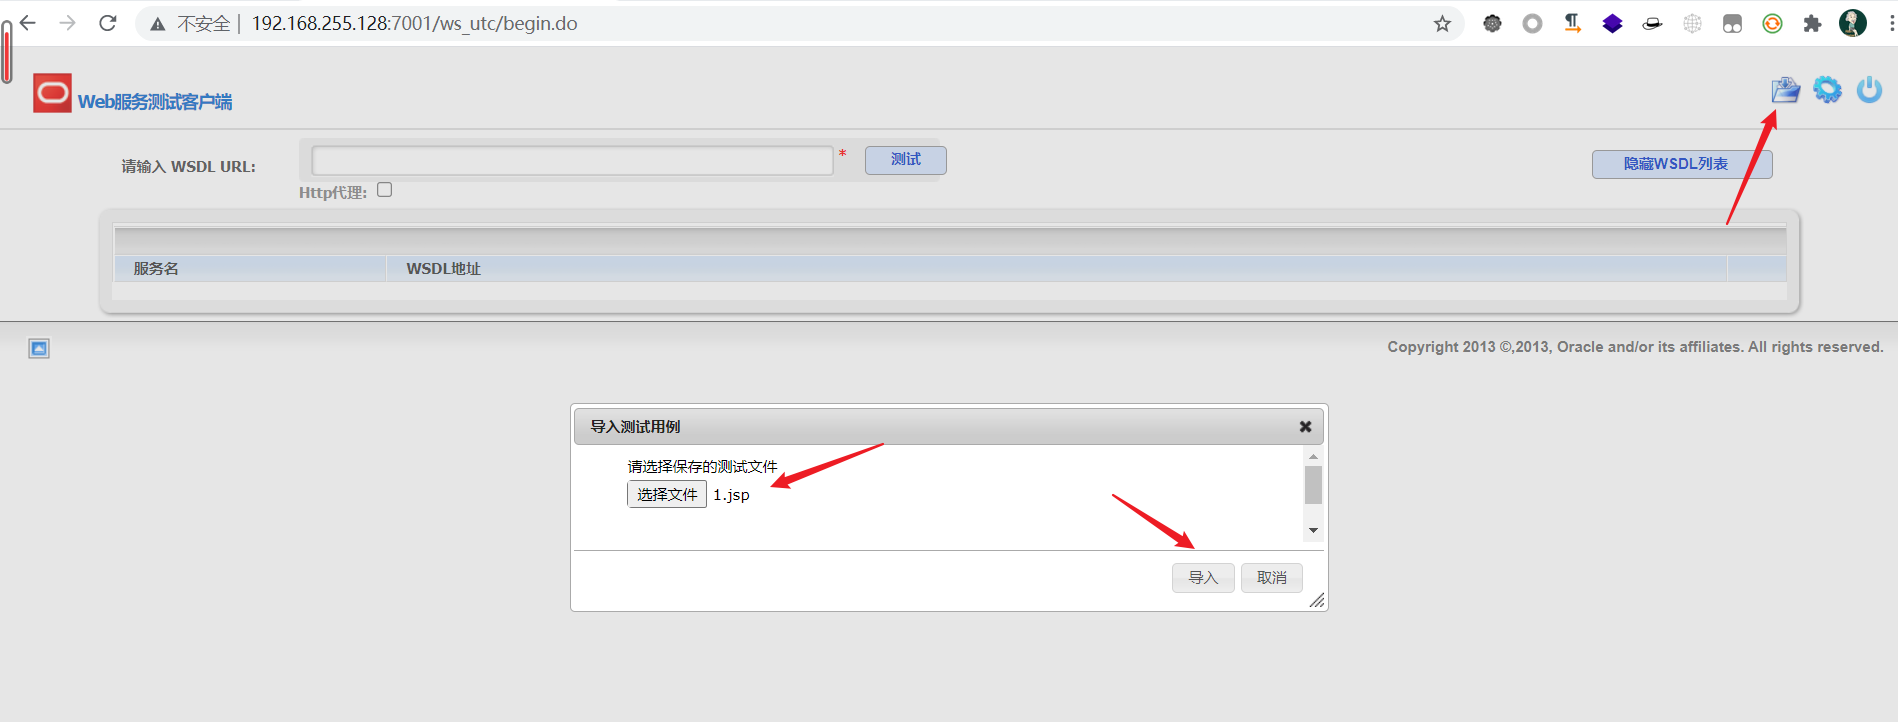 不安全 | 192.168.255.128:7001/ws_utc/begin.do
Web服务测试客户端
请输入 WSDL URL: * 测试 隐藏WSDL列表
Http代理:
服务名 WSDL地址
Copyright 2013 ©,2013, Oracle and/or its affiliates. All rights reserved.
导入测试用例
请选择保存的测试文件
选择文件 1.jsp
导入 取消